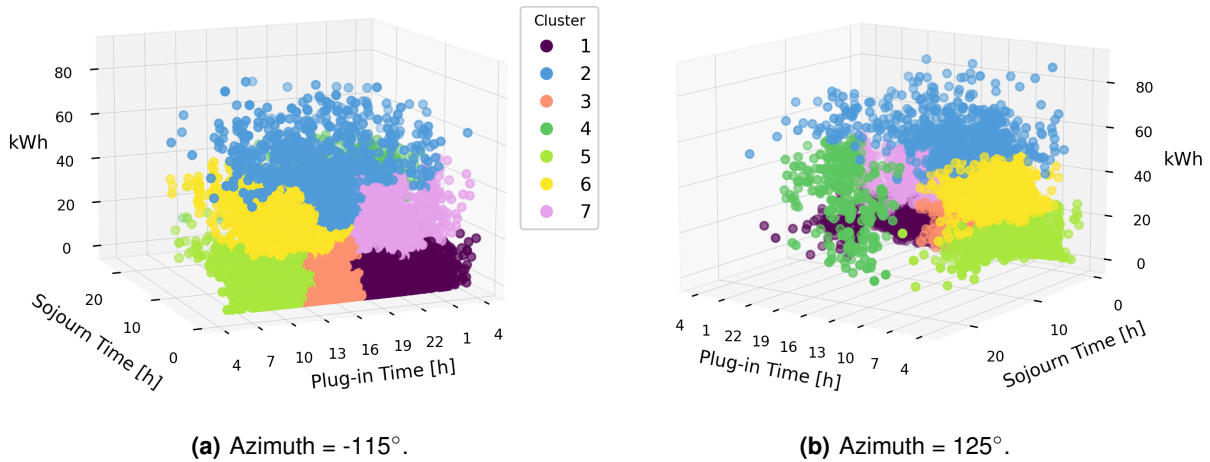 Cluster
1
2
3
4
5
6
7
80
60
40
20
0
kWh
20
10
0
Sojourn Time [h]
4 7 10 13 16 19 22 1 4
Plug-in Time [h]
80
60
40
20
0
kWh
4 1 22 19 16 13 10 7 4
Plug-in Time [h]
20
10
0
Sojourn Time [h]
(a) Azimuth = -115°.
(b) Azimuth = 125°.